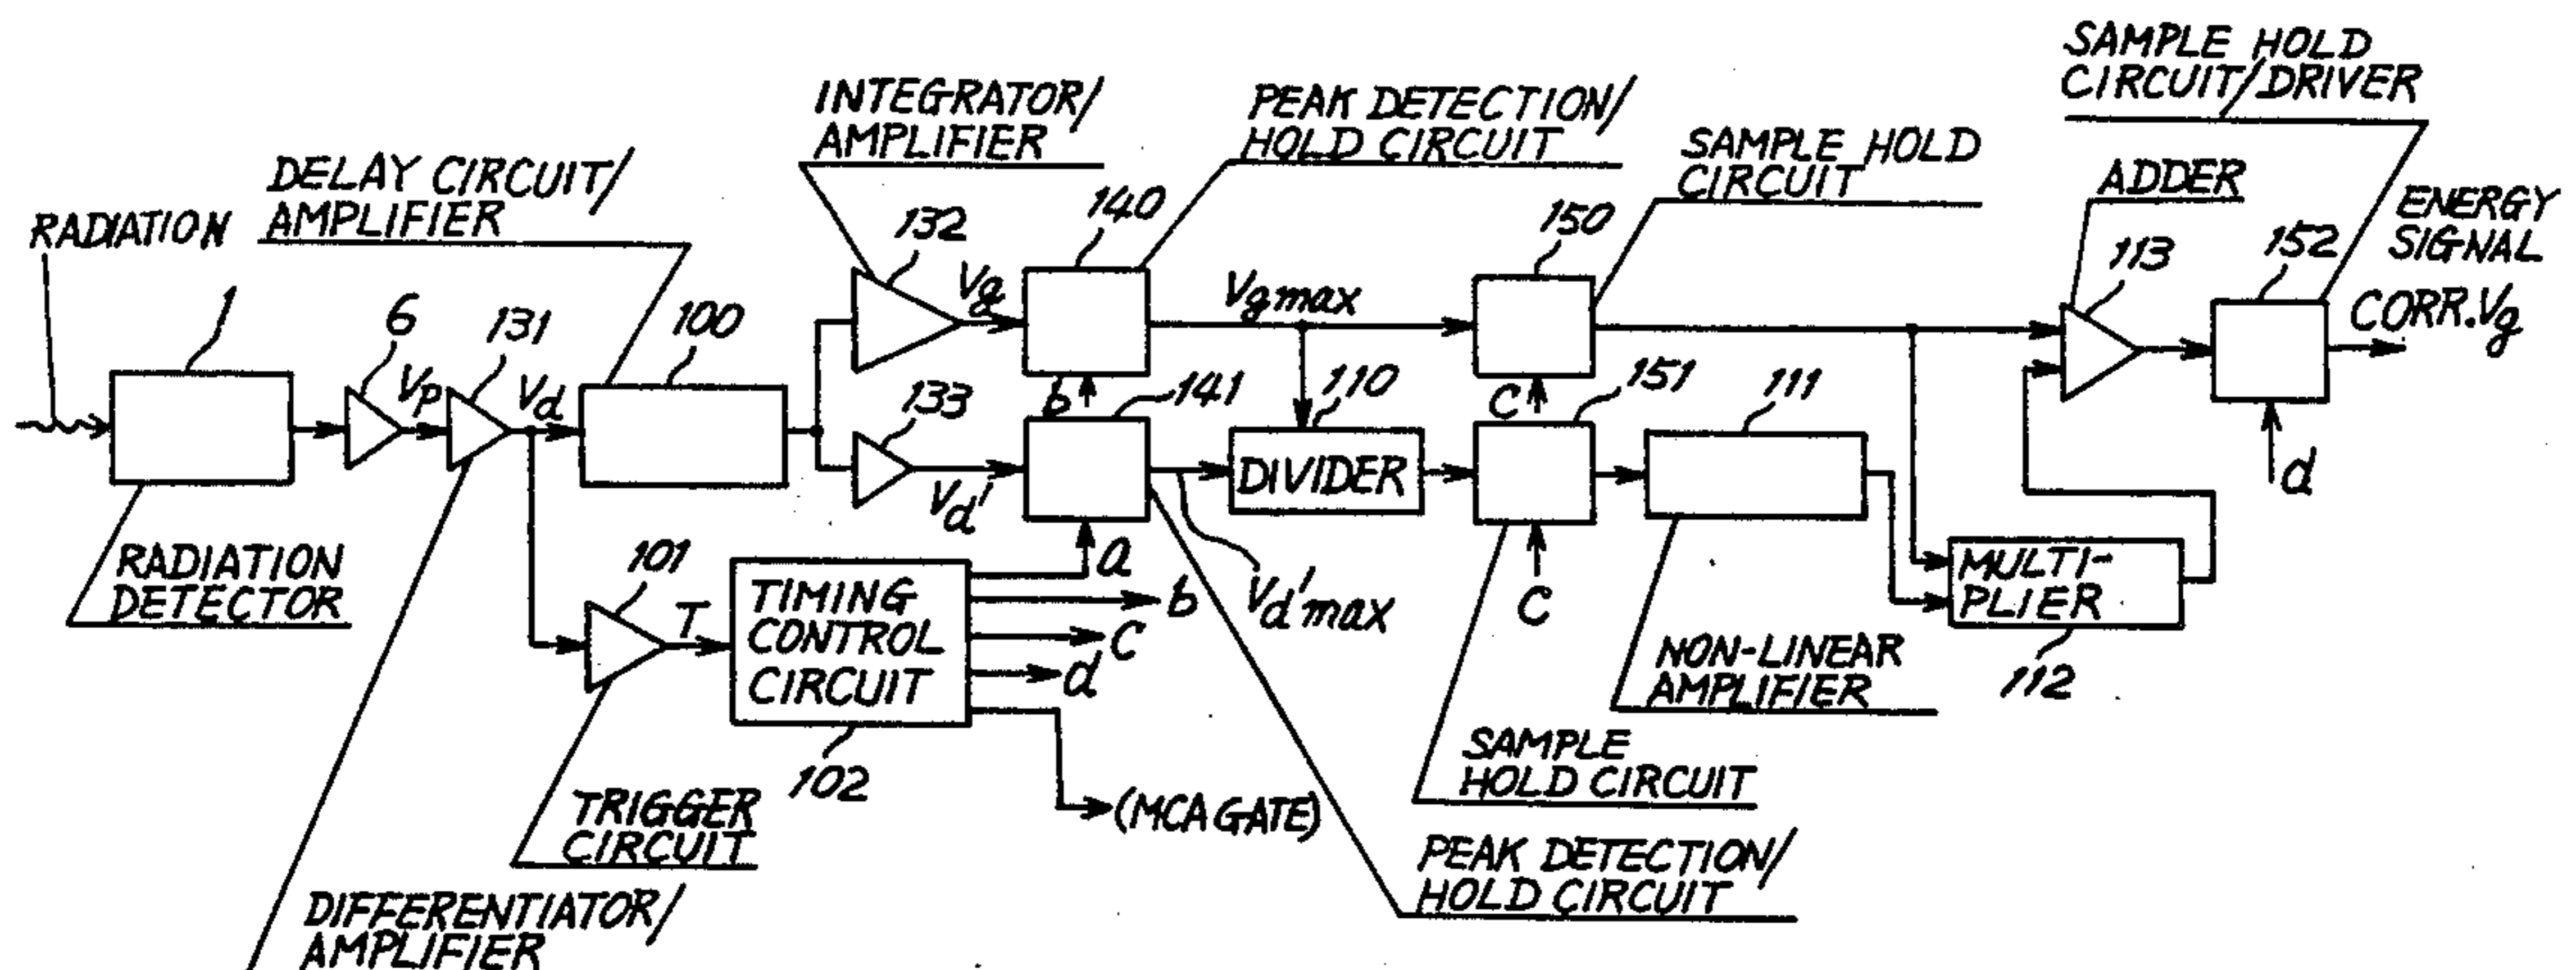 SAMPLE HOLD
CIRCUIT/DRIVER
INTEGRATOR/
AMPLIFIER
PEAK DETECTION/
HOLD CIRCUIT
SAMPLE HOLD
CIRCUIT
ADDER
DELAY CIRCUIT/
AMPLIFIER
RADIATION
ENERGY
SIGNAL
132
140
150
113
152
1
6
131
100
Vg
Vgmax
CORR.Vg
Vp
Vd
133
b
141
110
c
151
111
DIVIDER
d
Vd'
RADIATION
DETECTOR
101
T
TIMING
CONTROL
CIRCUIT
a
b
c
d
Vd'max
C
MULTI-
PLIER
112
NON-LINEAR
AMPLIFIER
102
SAMPLE
HOLD CIRCUIT
TRIGGER
CIRCUIT
(MCA GATE)
PEAK DETECTION/
HOLD CIRCUIT
DIFFERENTIATOR/
AMPLIFIER